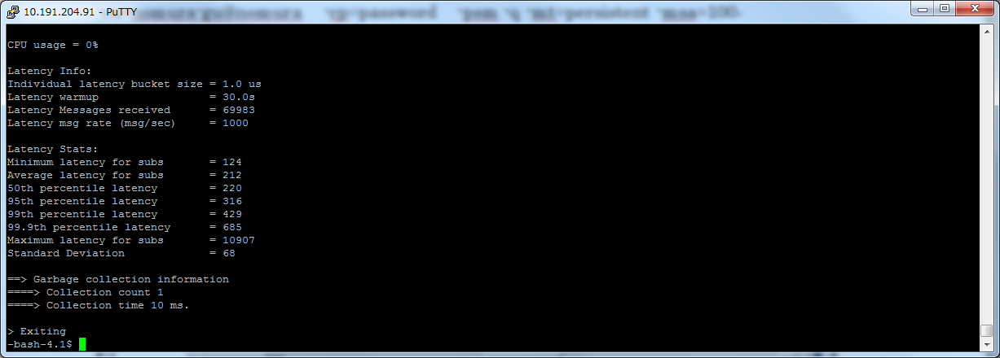 10.191.204.91 - PuTTY
CPU usage = 0%
Latency Info:
Individual latency bucket size = 1.0 us
Latency warmup = 30.0s
Latency Messages received = 69983
Latency msg rate (msg/sec) = 1000
Latency Stats:
Minimum latency for subs = 124
Average latency for subs = 212
50th percentile latency = 220
95th percentile latency = 316
99th percentile latency = 429
99.9th percentile latency = 685
Maximum latency for subs = 10907
Standard Deviation = 68
==> Garbage collection information
====> Collection count 1
====> Collection time 10 ms.
> Exiting
-bash-4.1$